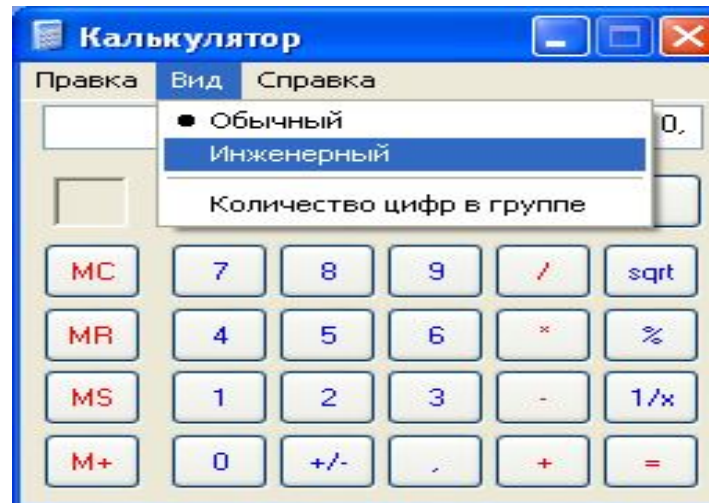 Калькулятор
Правка Вид Справка
0,
Обычный
Инженерный
Количество цифр в группе
MC 7 8 9 / sqrt
MR 4 5 6 * %
MS 1 2 3 - 1/x
M+ 0 +/- , + =